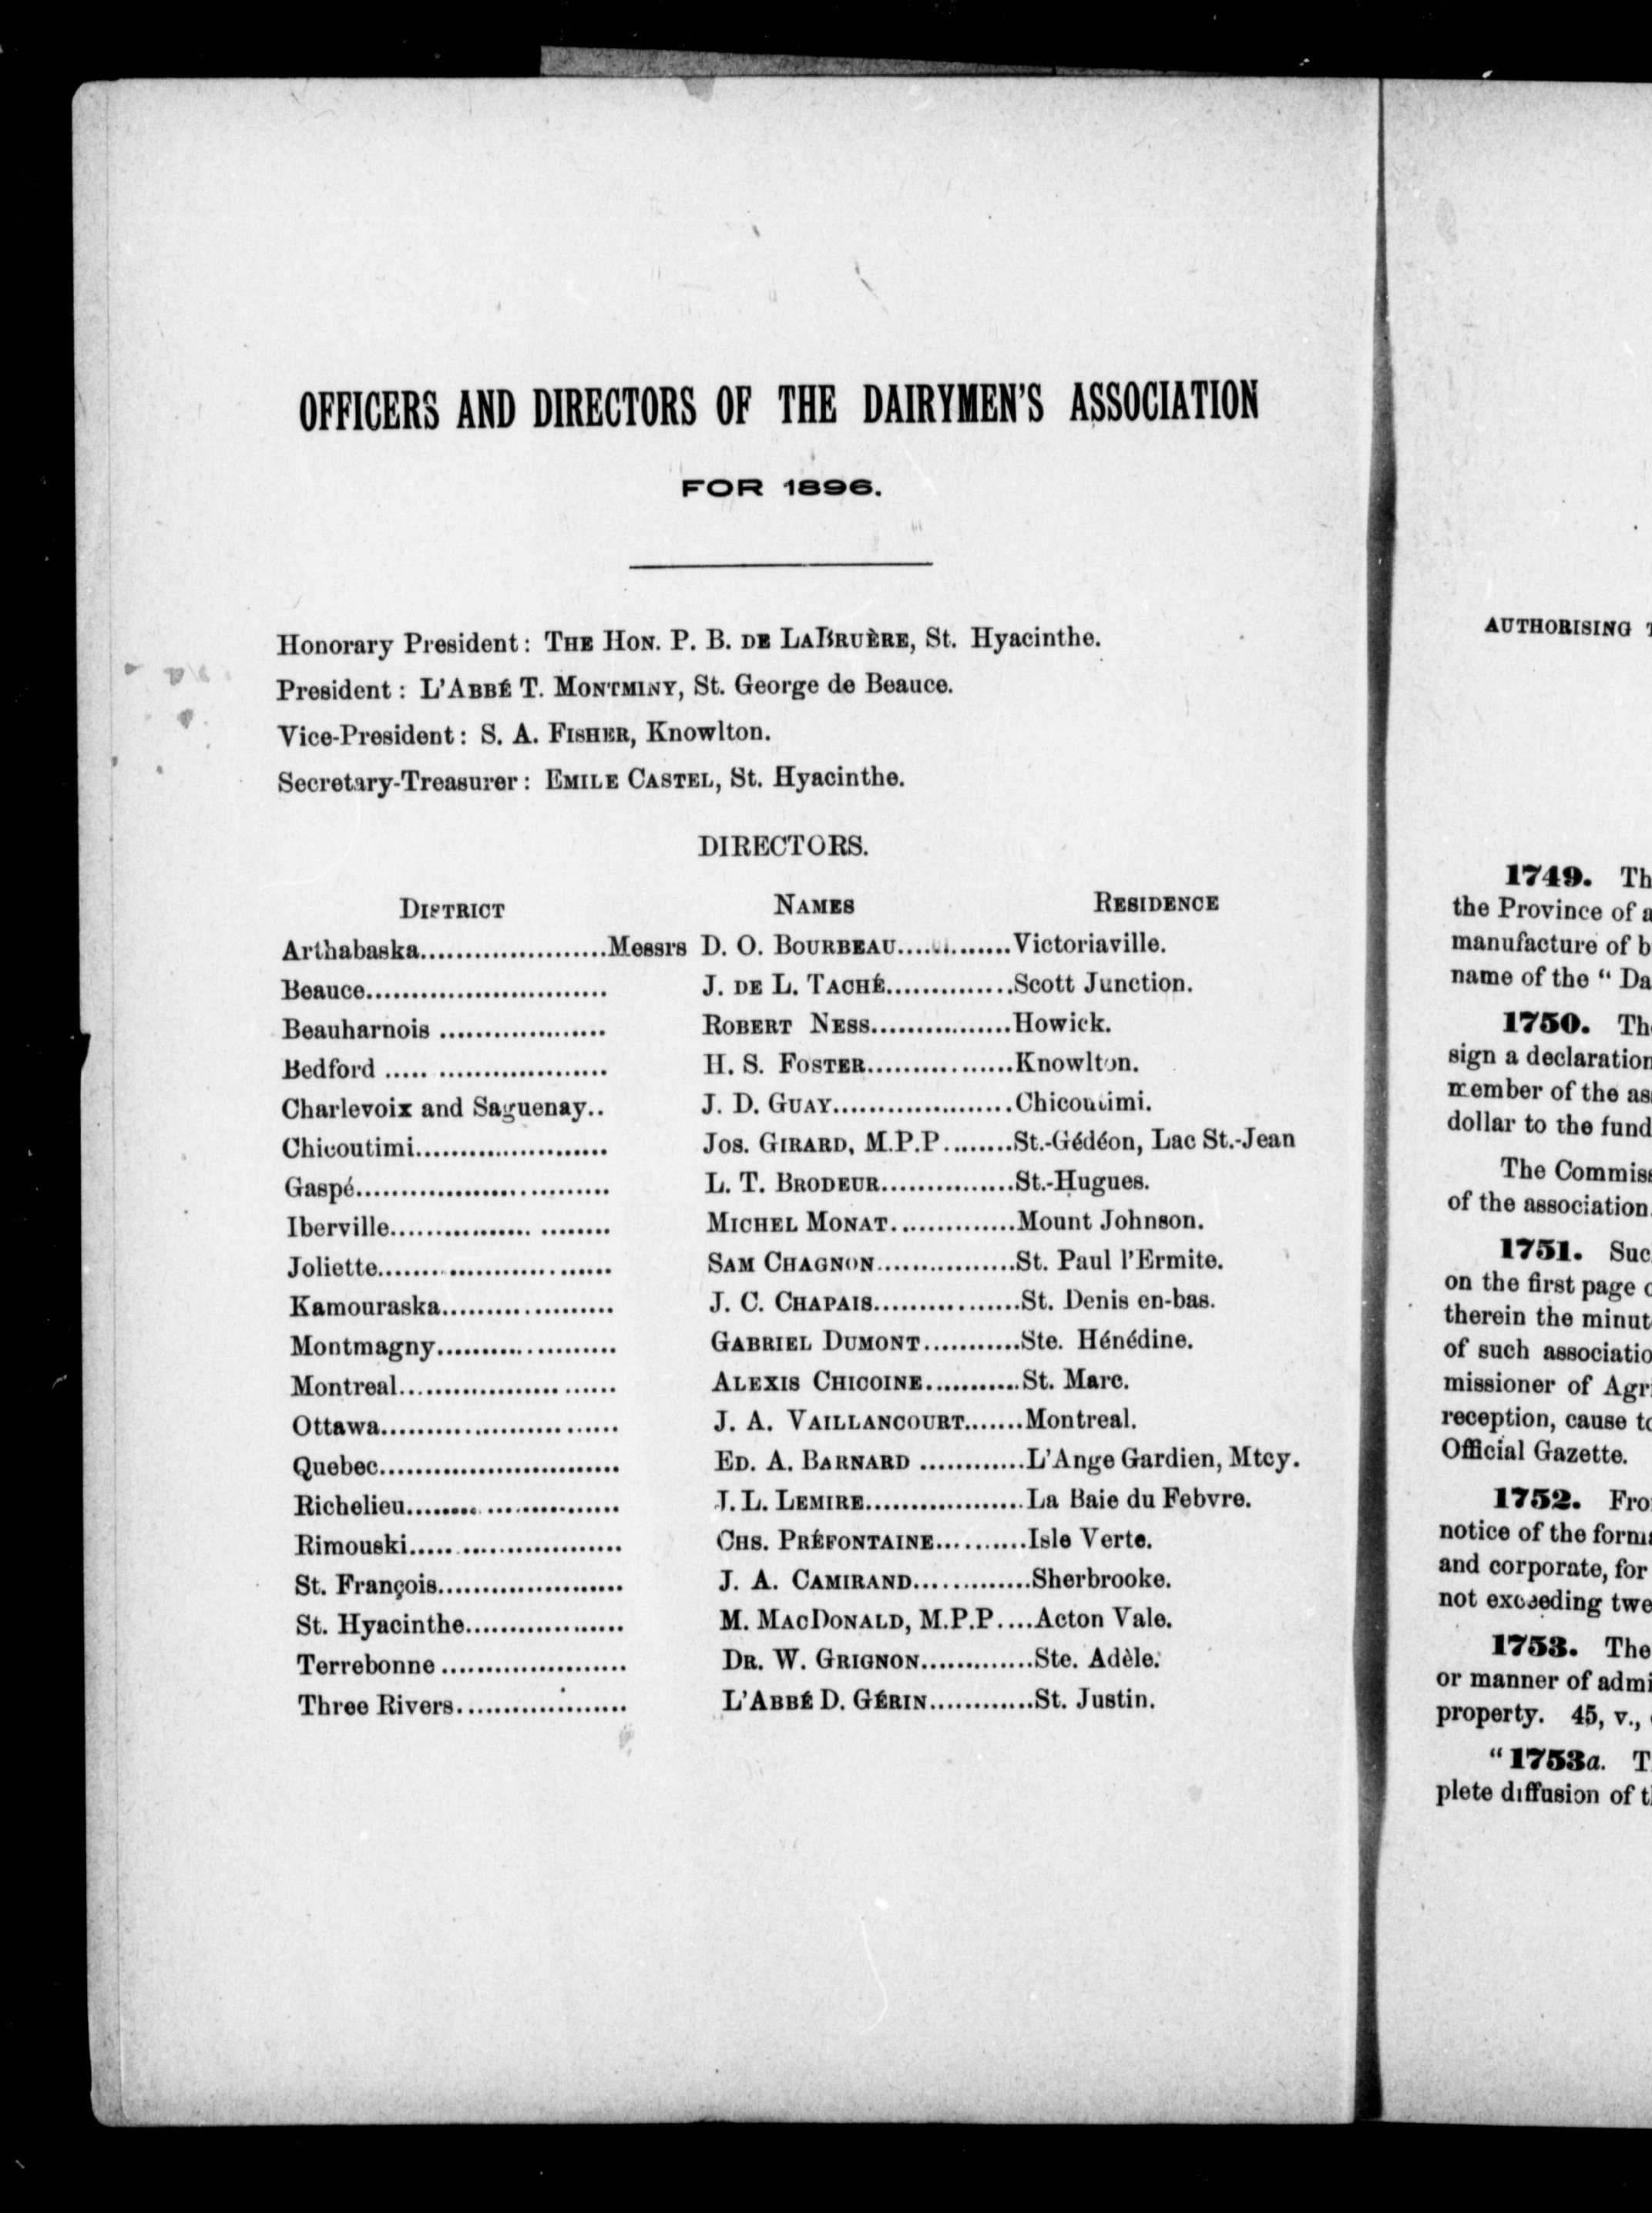 OFFICERS AND DIRECTORS OF THE DAIRYMEN'S ASSOCIATION
FOR 1896.
Honorary President: THE HON. P. B. DE LABRUÈRE, St. Hyacinthe.
President: L'ABBÉ T. MONTMINY, St. George de Beauce.
Vice-President: S. A. FISHER, Knowlton.
Secretary-Treasurer: EMILE CASTEL, St. Hyacinthe.
DIRECTORS.
DISTRICT NAMES RESIDENCE
Arthabaska.....................Messrs D. O. BOURBEAU.............Victoriaville.
Beauce........................... J. DE L. TACHÉ..............Scott Junction.
Beauharnois ................... ROBERT NESS................Howick.
Bedford ..... ................... H. S. FOSTER................Knowlton.
Charlevoix and Saguenay.. J. D. GUAY....................Chicoutimi.
Chicoutimi...................... JOS. GIRARD, M.P.P........St.-Gédéon, Lac St.-Jean
Gaspé............................ L. T. BRODEUR...............St.-Hugues.
Iberville................ ........ MICHEL MONAT..............Mount Johnson.
Joliette.......................... SAM CHAGNON................St. Paul l'Ermite.
Kamouraska................... J. C. CHAPAIS.................St. Denis en-bas.
Montmagny.................... GABRIEL DUMONT...........Ste. Hénédine.
Montreal........................ ALEXIS CHICOINE...........St. Marc.
Ottawa.......................... J. A. VAILLANCOURT.......Montreal.
Quebec........................... ED. A. BARNARD ............L'Ange Gardien, Mtcy.
Richelieu........ ............... J. L. LEMIRE..................La Baie du Febvre.
Rimouski....................... CHS. PRÉFONTAINE..........Isle Verte.
St. François..................... J. A. CAMIRAND.............Sherbrooke.
St. Hyacinthe.................. M. MACDONALD, M.P.P....Acton Vale.
Terrebonne ..................... DR. W. GRIGNON.............Ste. Adèle.
Three Rivers................... L'ABBÉ D. GÉRIN............St. Justin.
AUTHORISING
1749. Th
the Province of a
manufacture of b
name of the " Da
1750. Th
sign a declaration
member of the as
dollar to the fund
The Commis
of the association
1751. Suc
on the first page
therein the minut
of such associatio
missioner of Agr
reception, cause to
Official Gazette.
1752. Fro
notice of the form
and corporate, for
not exceeding twe
1753. The
or manner of admi
property. 45, v.,
"1753a. T
plete diffusion of t